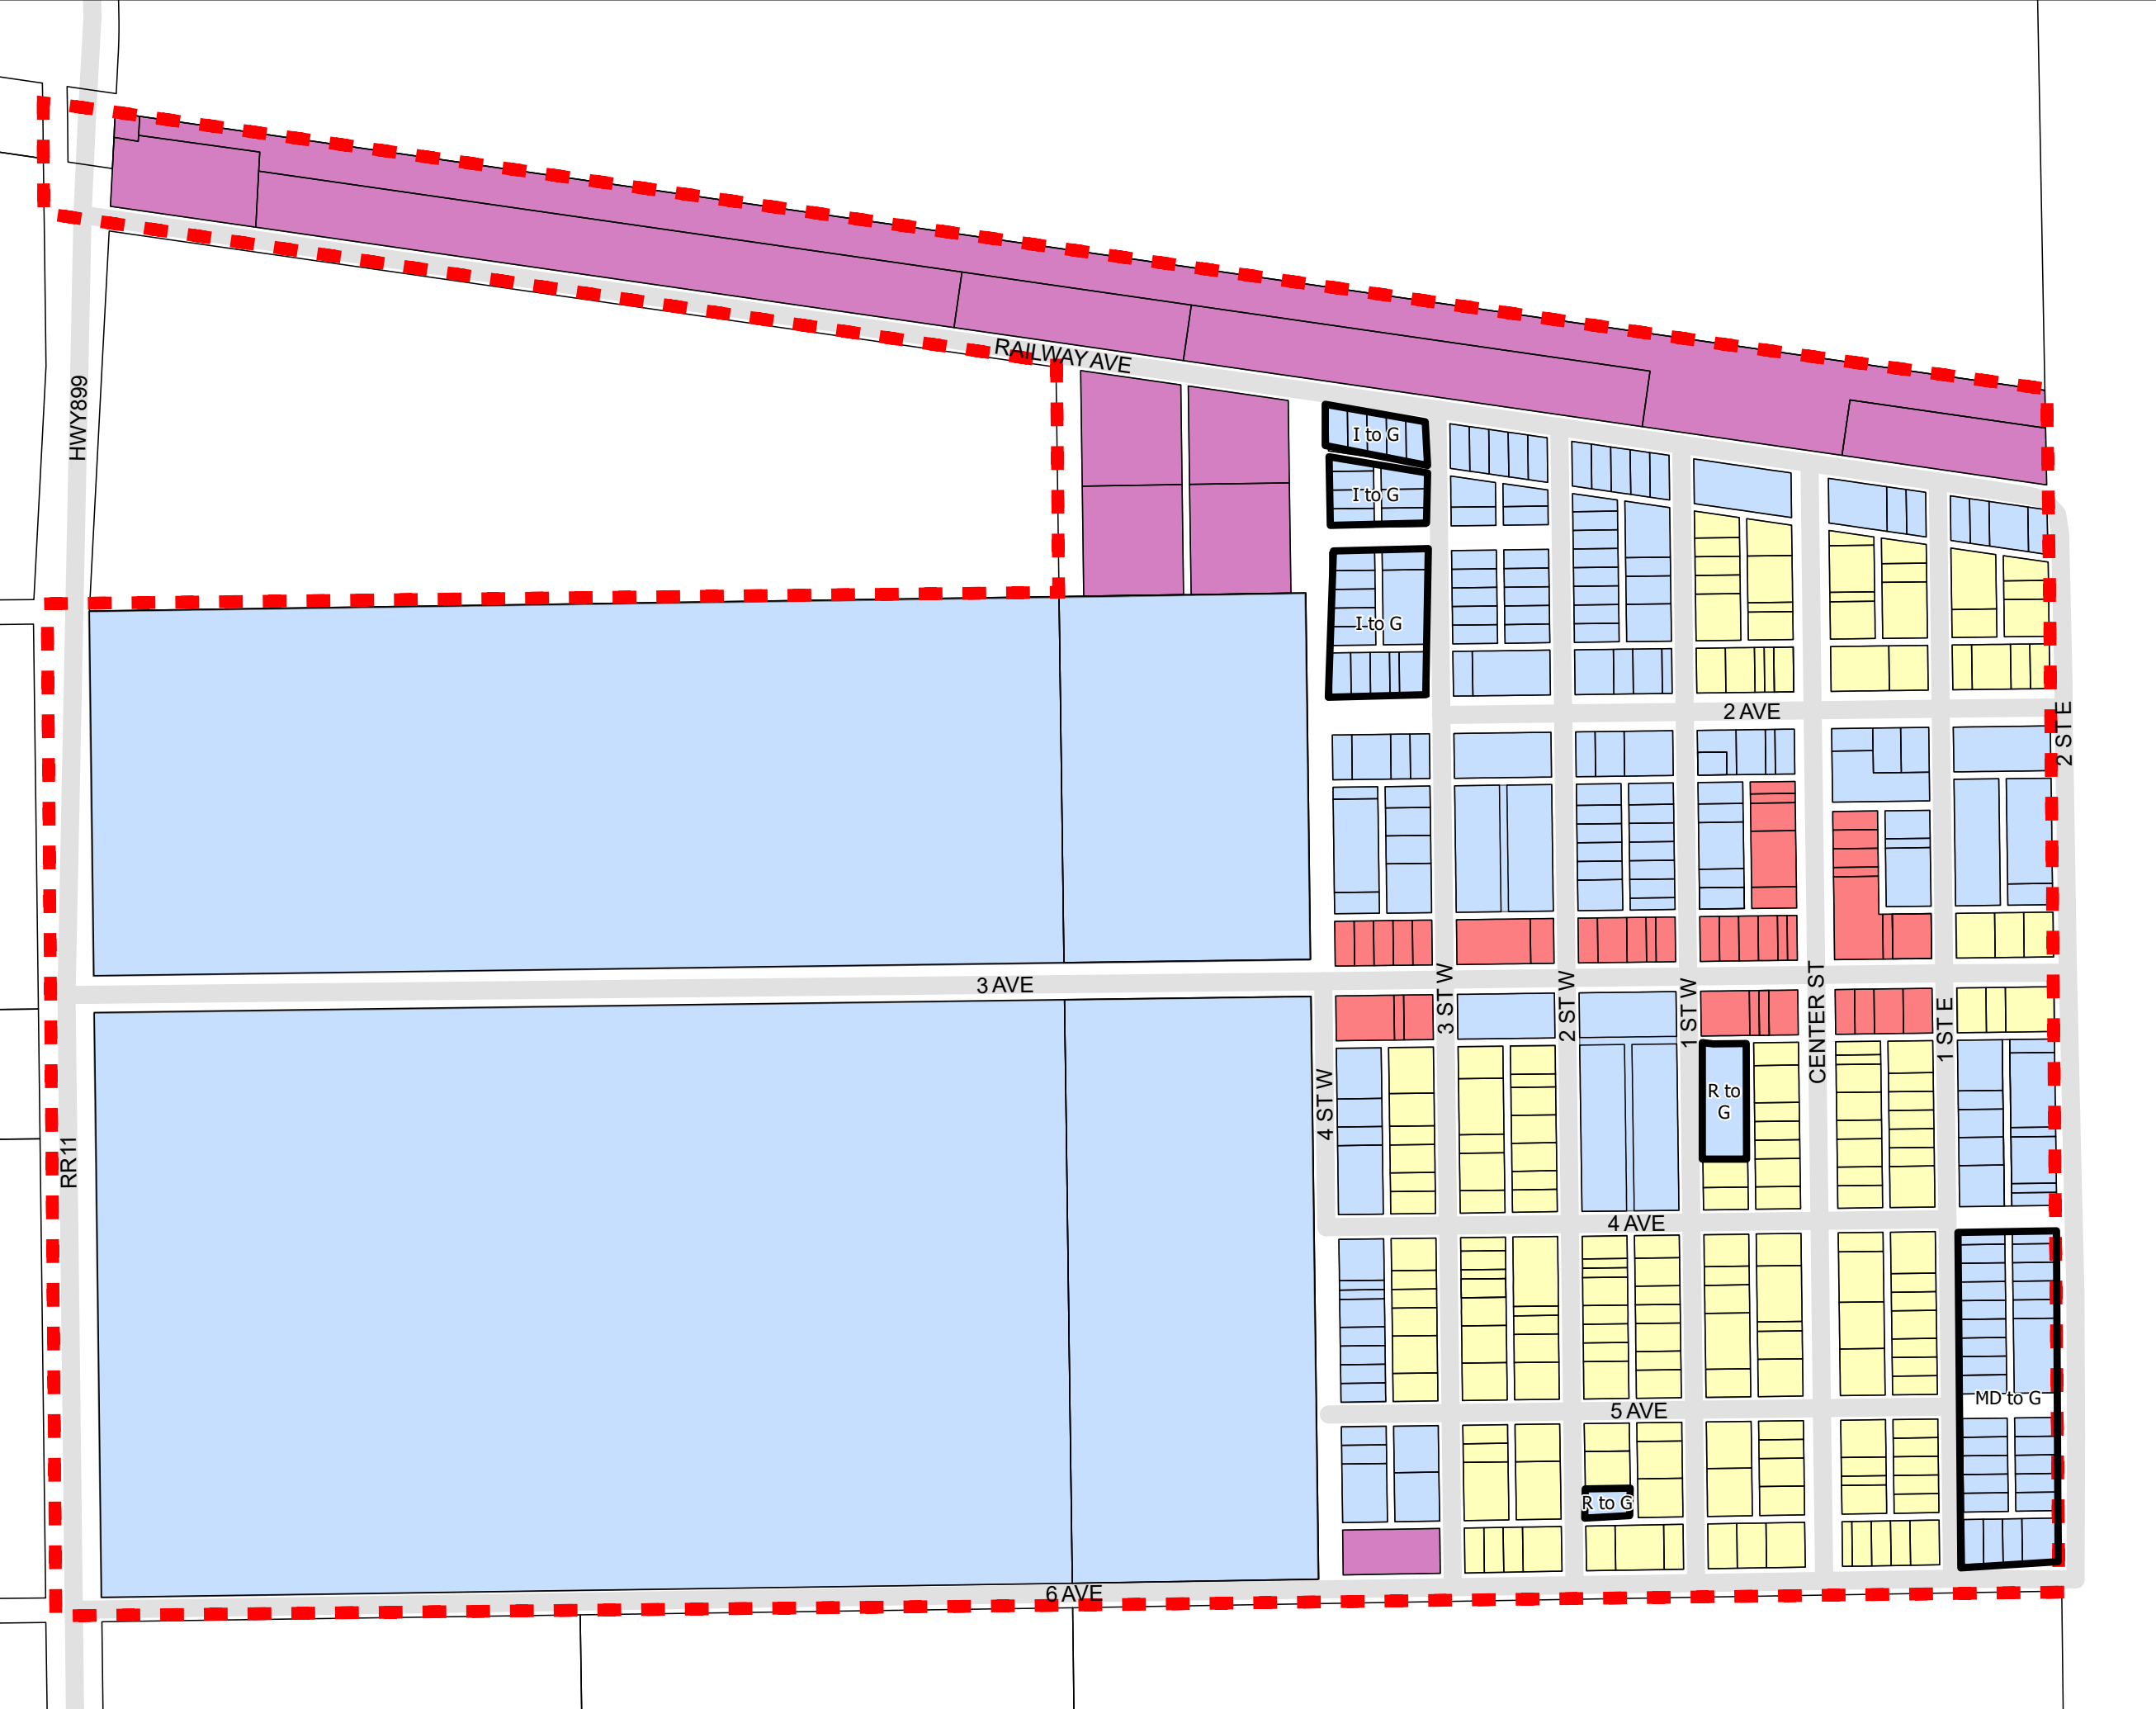 RAILWAY AVE
HWY899
I to G
I to G
I to G
2 AVE
2 ST E
3 AVE
3 ST W
2 ST W
1 ST W
CENTER ST
1 ST E
4 ST W
R to
G
RR11
4 AVE
MD to G
5 AVE
R to G
6 AVE